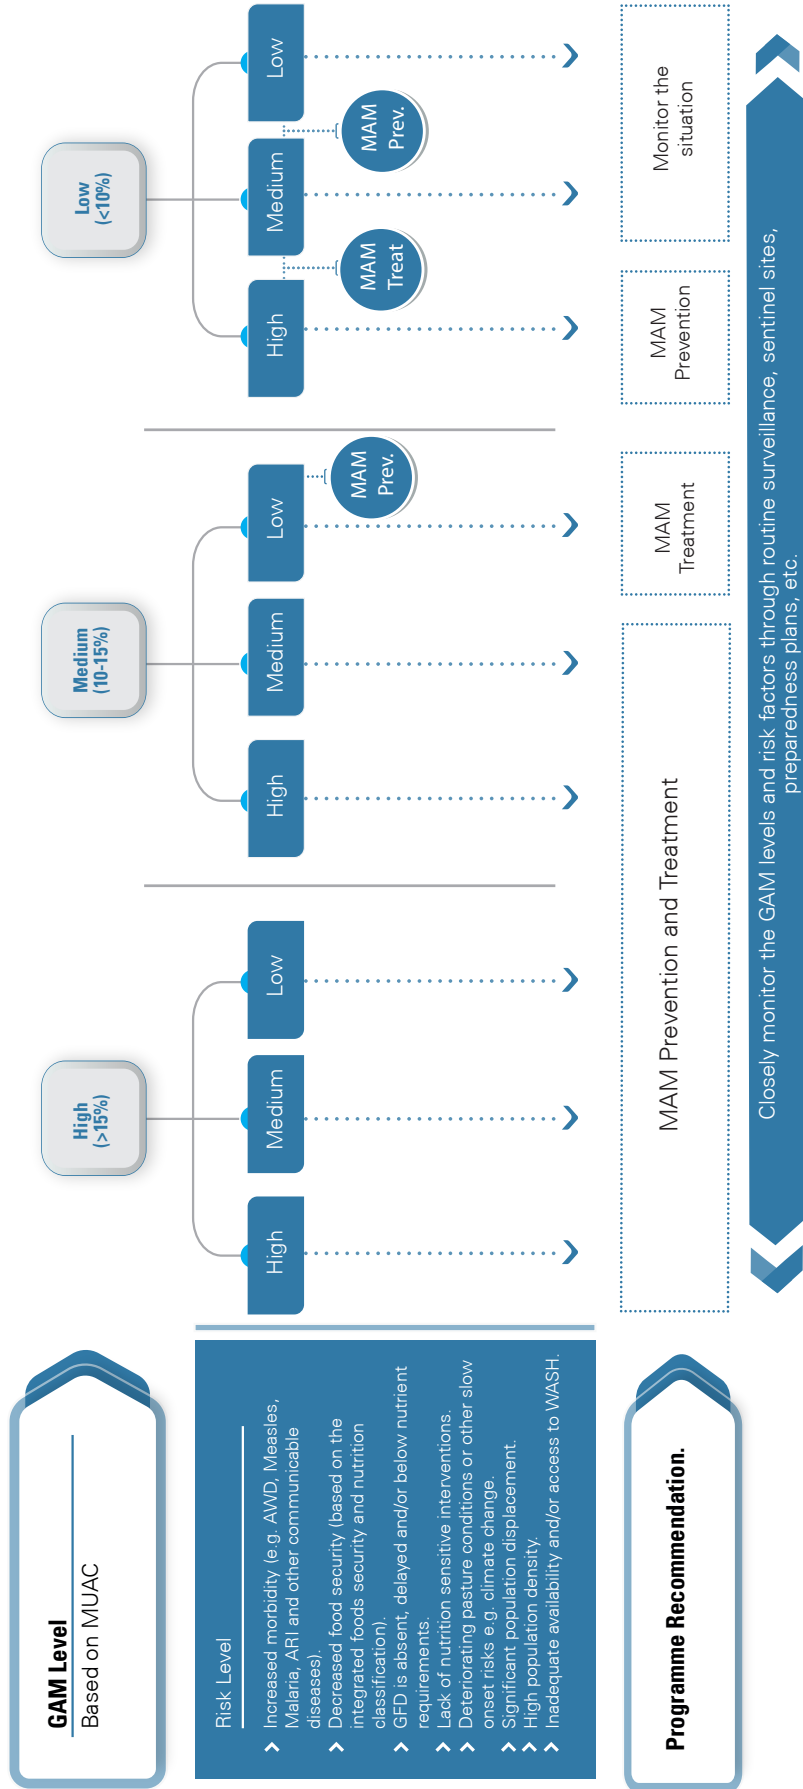 GAM Level
Based on MUAC
High
(>15%)
Medium
(10-15%)
Low
(<10%)
Risk Level
Increased morbidity (e.g. AWD, Measles,
Malaria, ARI and other communicable
diseases).
Decreased food security (based on the
integrated foods security and nutrition
classification).
GFD is absent, delayed and/or below nutrient
requirements.
Lack of nutrition sensitive interventions.
Deteriorating pasture conditions or other slow
onset risks e.g. climate change.
Significant population displacement.
High population density.
Inadequate availability and/or access to WASH.
High
Medium
Low
High
Medium
Low
High
Medium
Low
MAM
Prev.
MAM
Treat
MAM
Prev.
Programme Recommendation.
MAM Prevention and Treatment
MAM
Treatment
MAM
Prevention
Monitor the
situation
Closely monitor the GAM levels and risk factors through routine surveillance, sentinel sites,
preparedness plans, etc.